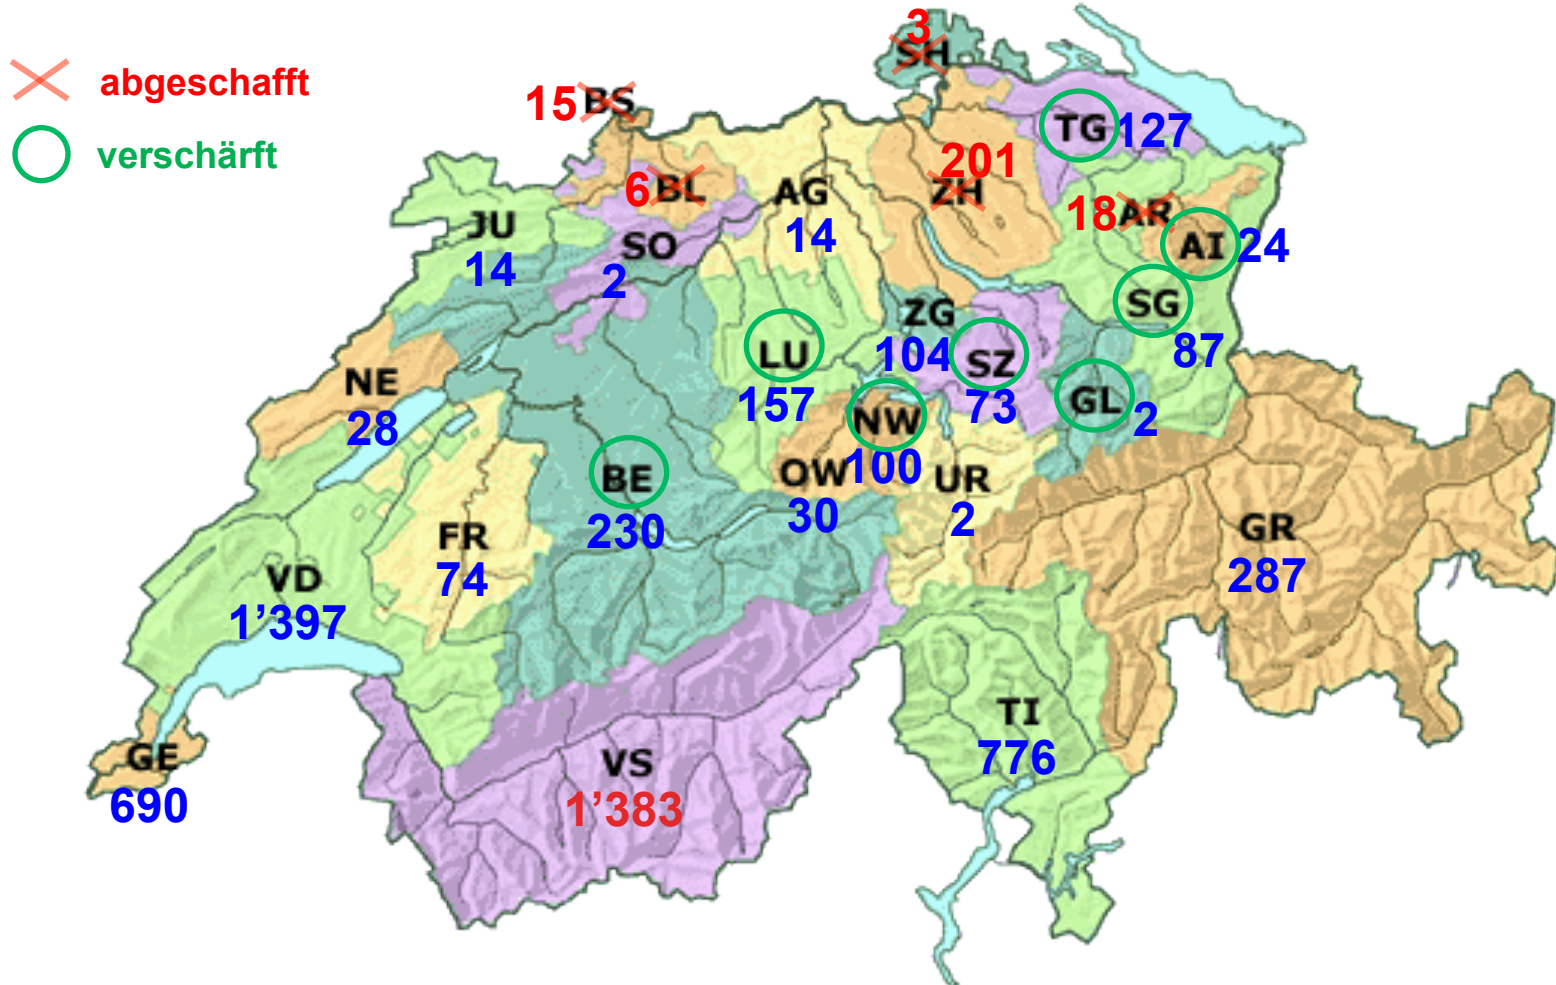 3
SH
abgeschafft
15 BS
verschärft
TG 127
201
ZH
6 BL
AG
14
18 AR
AI 24
JU
14
SO
2
SG
87
ZG
104
SZ
73
LU
157
NE
28
GL 2
NW
100
OW
30
UR
2
BE
230
FR
74
GR
287
VD
1’397
TI
776
VS
1’383
GE
690